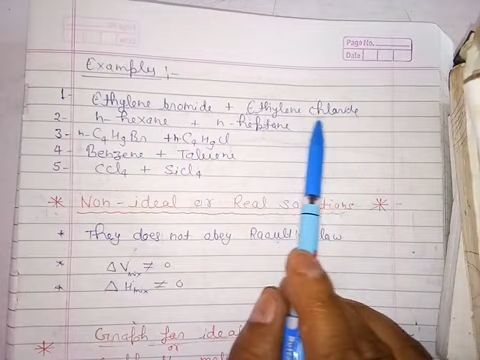 Page No.
Date
Examples :-
1- Ethylene bromide + Ethylene chloride
2- n-hexane + n-heptane
3- n-C4H9Br + n-C4H9Cl
4- Benzene + Toluene
5- CCl4 + SiCl4
* Non-ideal or Real solutions *
* They does not obey Raoult's law
* ΔVmix ≠ 0
* ΔHmix ≠ 0
* Graph for ideal
or